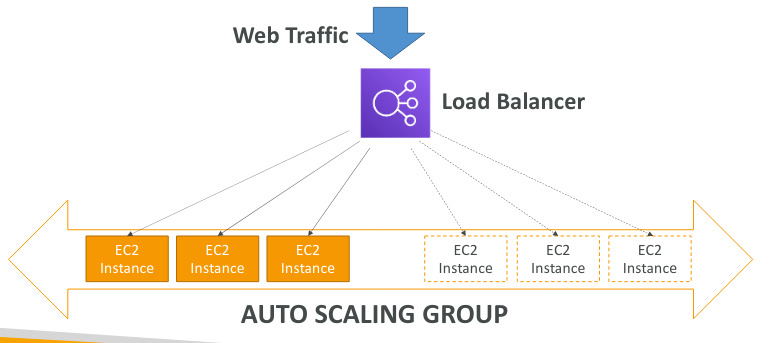 Web Traffic
Load Balancer
EC2
Instance
EC2
Instance
EC2
Instance
EC2
Instance
EC2
Instance
EC2
Instance
AUTO SCALING GROUP